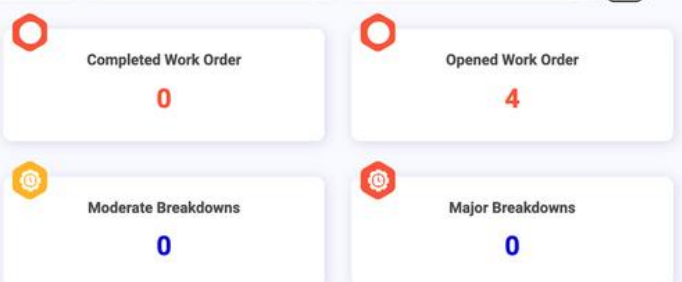 Completed Work Order
0
Opened Work Order
4
Moderate Breakdowns
0
Major Breakdowns
0